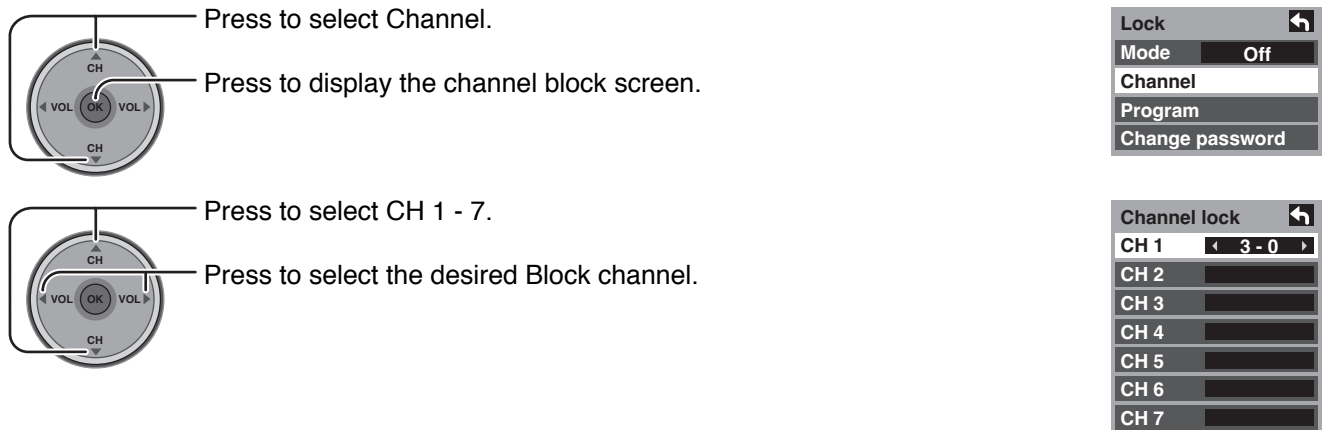 Press to select Channel.
CH
Press to display the channel block screen.
VOL OK VOL
CH
Lock
Mode Off
Channel
Program
Change password
Press to select CH 1 - 7.
CH
Press to select the desired Block channel.
VOL OK VOL
CH
Channel lock
CH 1 3 - 0
CH 2
CH 3
CH 4
CH 5
CH 6
CH 7